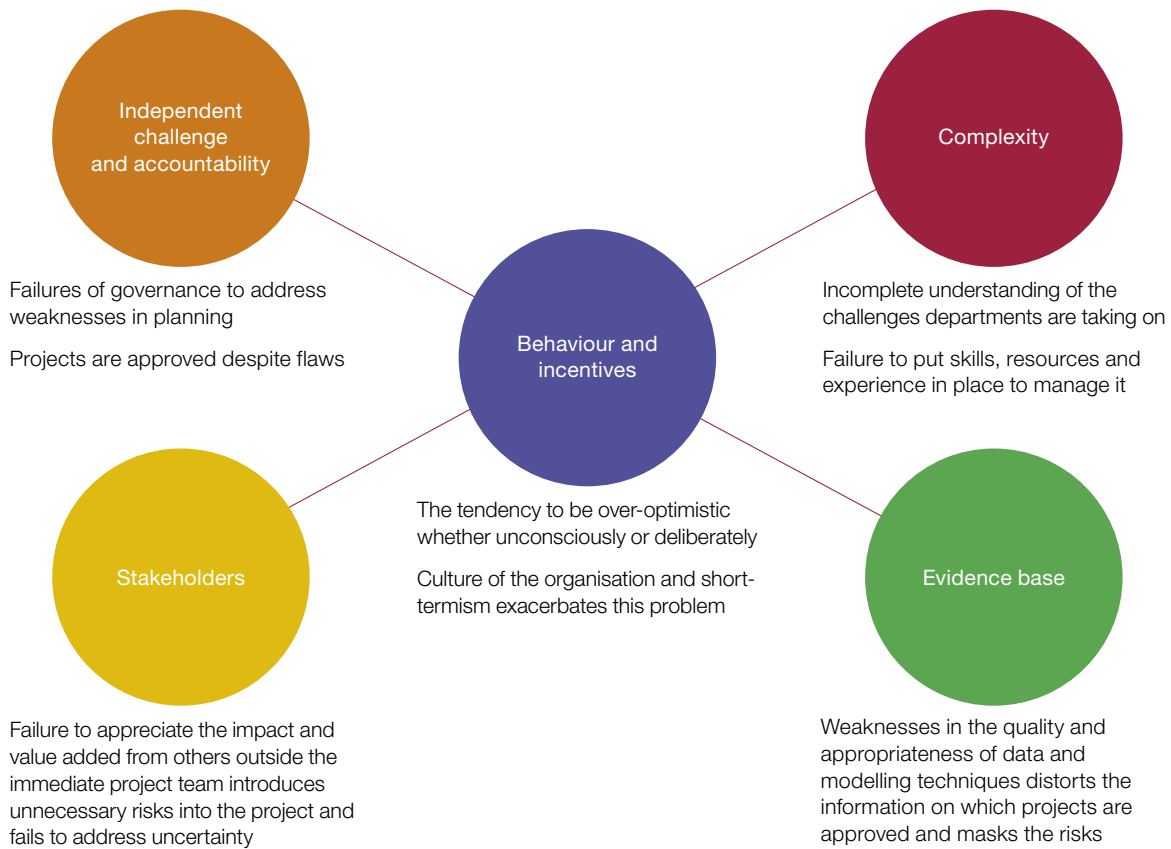 Independent
challenge
and accountability
Complexity
Failures of governance to address
weaknesses in planning
Projects are approved despite flaws
Behaviour and
incentives
Incomplete understanding of the
challenges departments are taking on
Failure to put skills, resources and
experience in place to manage it
Stakeholders
The tendency to be over-optimistic
whether unconsciously or deliberately
Culture of the organisation and short-
termism exacerbates this problem
Evidence base
Failure to appreciate the impact and
value added from others outside the
immediate project team introduces
unnecessary risks into the project and
fails to address uncertainty
Weaknesses in the quality and
appropriateness of data and
modelling techniques distorts the
information on which projects are
approved and masks the risks